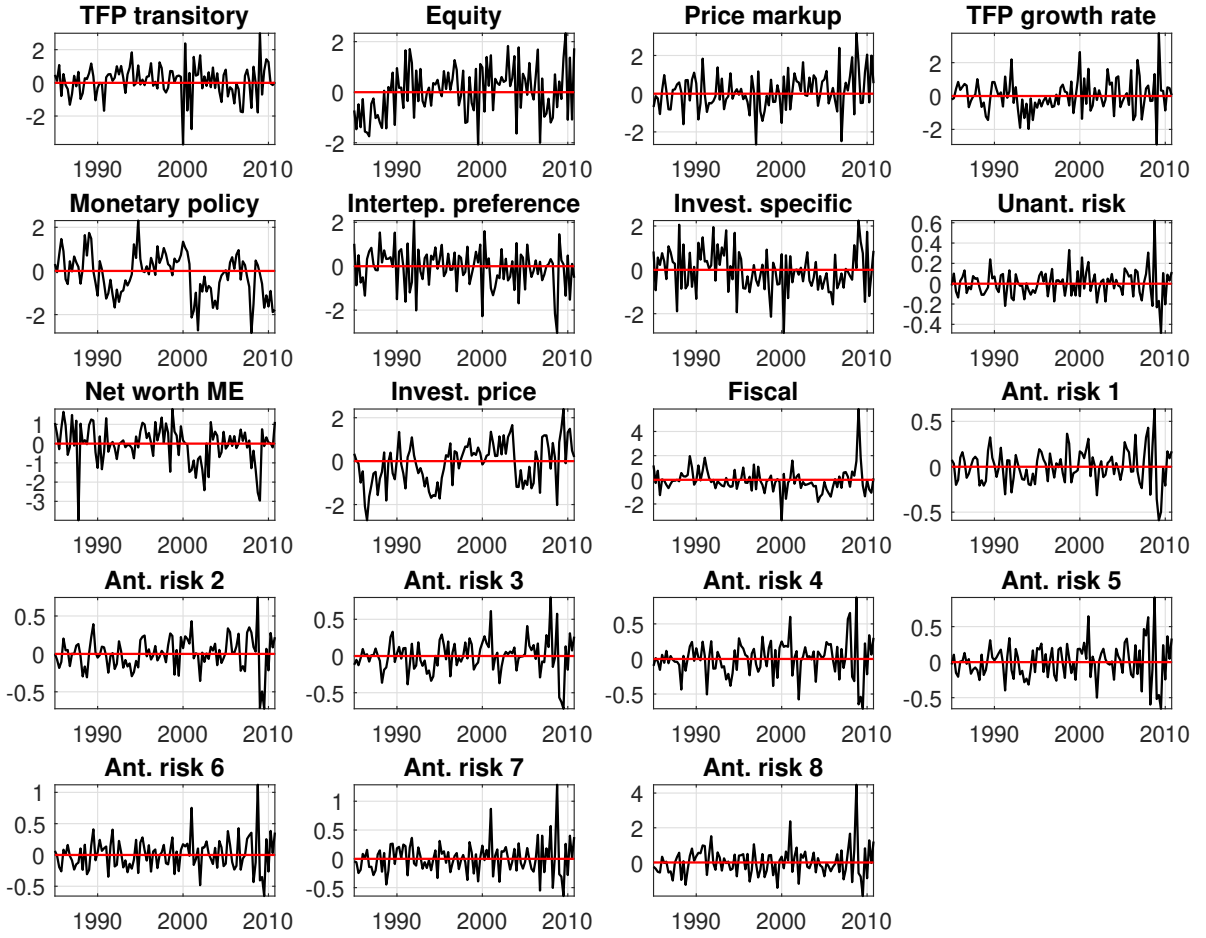 TFP transitory Equity Price markup TFP growth rate
2 2 2 2
0 0 0 0
-2 -2 -2 -2
1990 2000 2010 1990 2000 2010 1990 2000 2010 1990 2000 2010
Monetary policy Intertep. preference Invest. specific Unant. risk
2 2 2 0.6
0.4
0 0 0 0.2
0
-2 -2 -2 -0.2
-0.4
1990 2000 2010 1990 2000 2010 1990 2000 2010 1990 2000 2010
Net worth ME Invest. price Fiscal Ant. risk 1
1 2 4 0.5
0 0 2 0
-1 -2 0 -0.5
-2 -2
-3
1990 2000 2010 1990 2000 2010 1990 2000 2010 1990 2000 2010
Ant. risk 2 Ant. risk 3 Ant. risk 4 Ant. risk 5
0.5 0.5 0.5 0.5
0 0 0 0
-0.5 -0.5 -0.5 -0.5
1990 2000 2010 1990 2000 2010 1990 2000 2010 1990 2000 2010
Ant. risk 6 Ant. risk 7 Ant. risk 8
1 1 4
0.5 0.5 2
0 0 0
-0.5 -0.5
1990 2000 2010 1990 2000 2010 1990 2000 2010